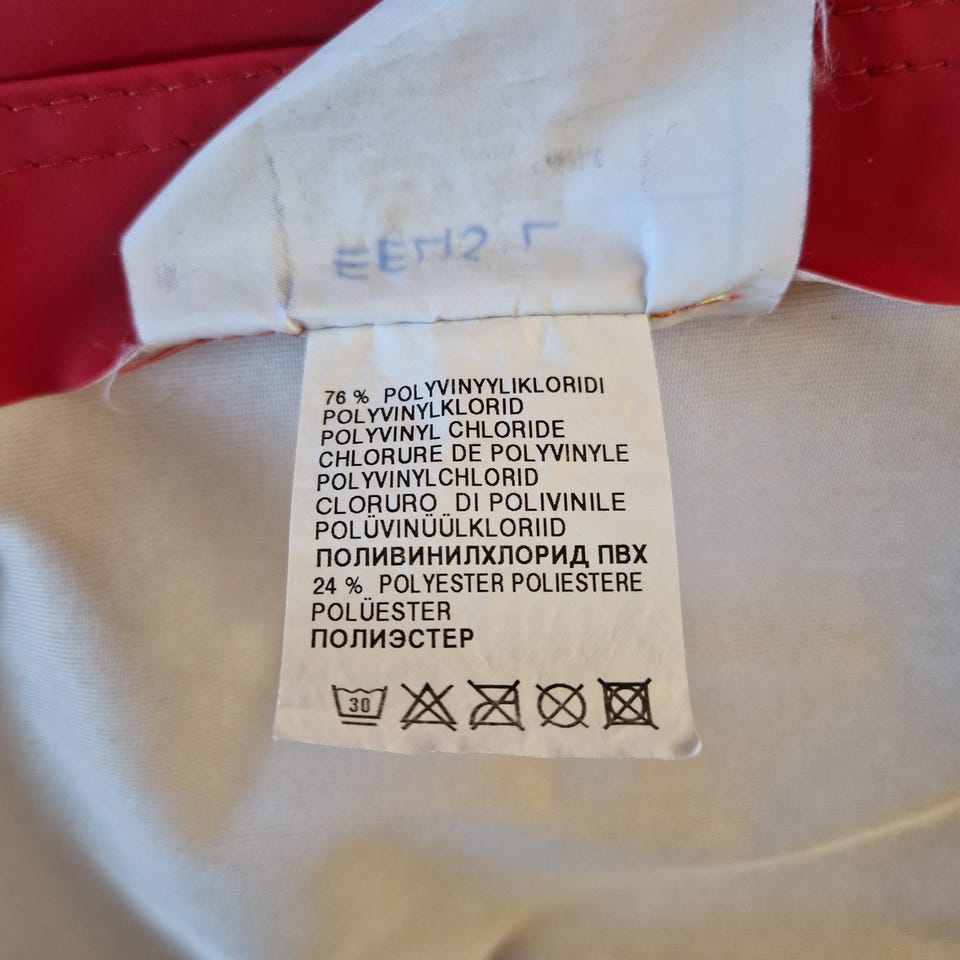 76 % POLYVINYYLIKLORIDI
POLYVINYLKLORID
POLYVINYL CHLORIDE
CHLORURE DE POLYVINYLE
POLYVINYLCHLORID
CLORURO DI POLIVINILE
POLÜVINÜÜLKLORIID
ПОЛИВИНИЛХЛОРИД ПВХ
24 % POLYESTER POLIESTERE
POLÜESTER
ПОЛИЭСТЕР
30